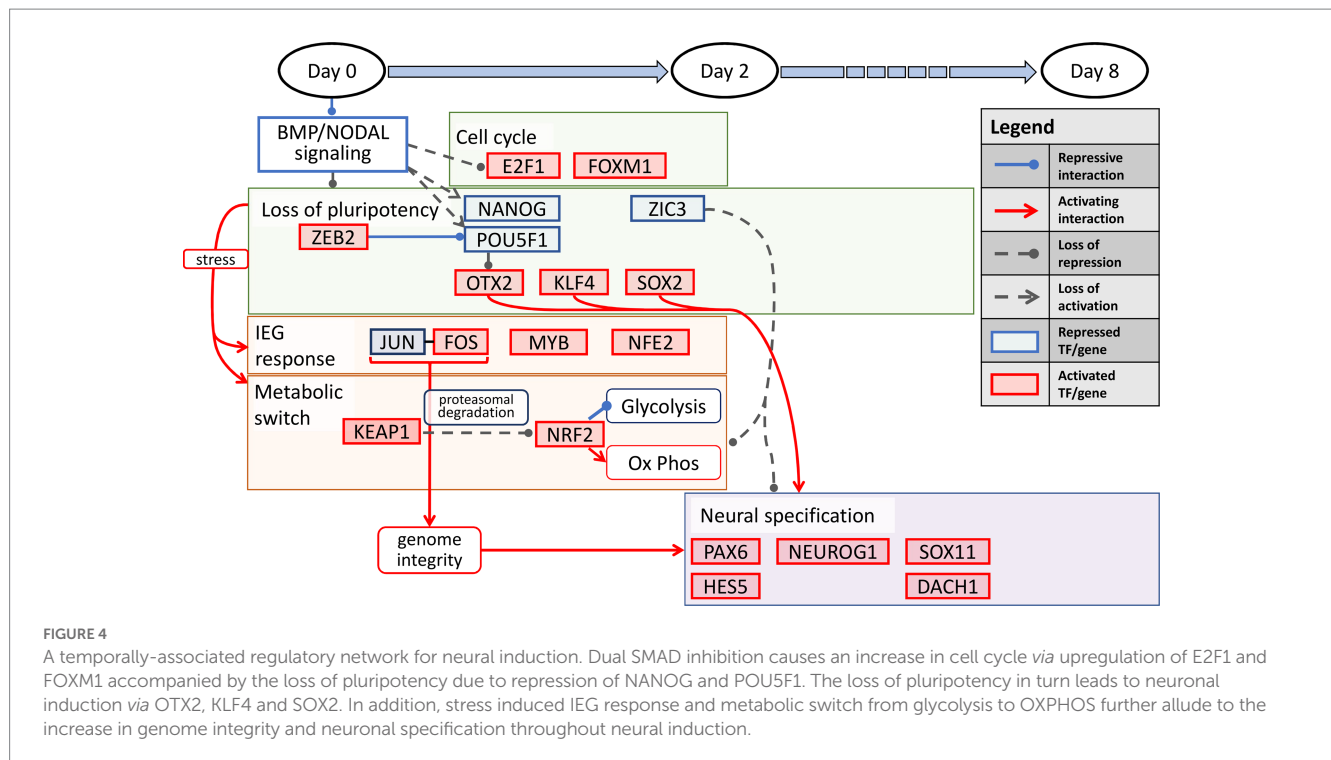 Day 0
Day 2
Day 8
BMP/NODAL
signaling
Cell cycle
E2F1
FOXM1
Loss of pluripotency
NANOG
ZIC3
ZEB2
POU5F1
stress
OTX2
KLF4
SOX2
IEG
response
JUN
FOS
MYB
NFE2
Metabolic
switch
proteasomal
degradation
Glycolysis
KEAP1
NRF2
Ox Phos
genome
integrity
Neural specification
PAX6
NEUROG1
SOX11
HES5
DACH1
Legend
Repressive
interaction
Activating
interaction
Loss of
repression
Loss of
activation
Repressed
TF/gene
Activated
TF/gene
FIGURE 4
A temporally-associated regulatory network for neural induction. Dual SMAD inhibition causes an increase in cell cycle via upregulation of E2F1 and
FOXM1 accompanied by the loss of pluripotency due to repression of NANOG and POU5F1. The loss of pluripotency in turn leads to neuronal
induction via OTX2, KLF4 and SOX2. In addition, stress induced IEG response and metabolic switch from glycolysis to OXPHOS further allude to the
increase in genome integrity and neuronal specification throughout neural induction.